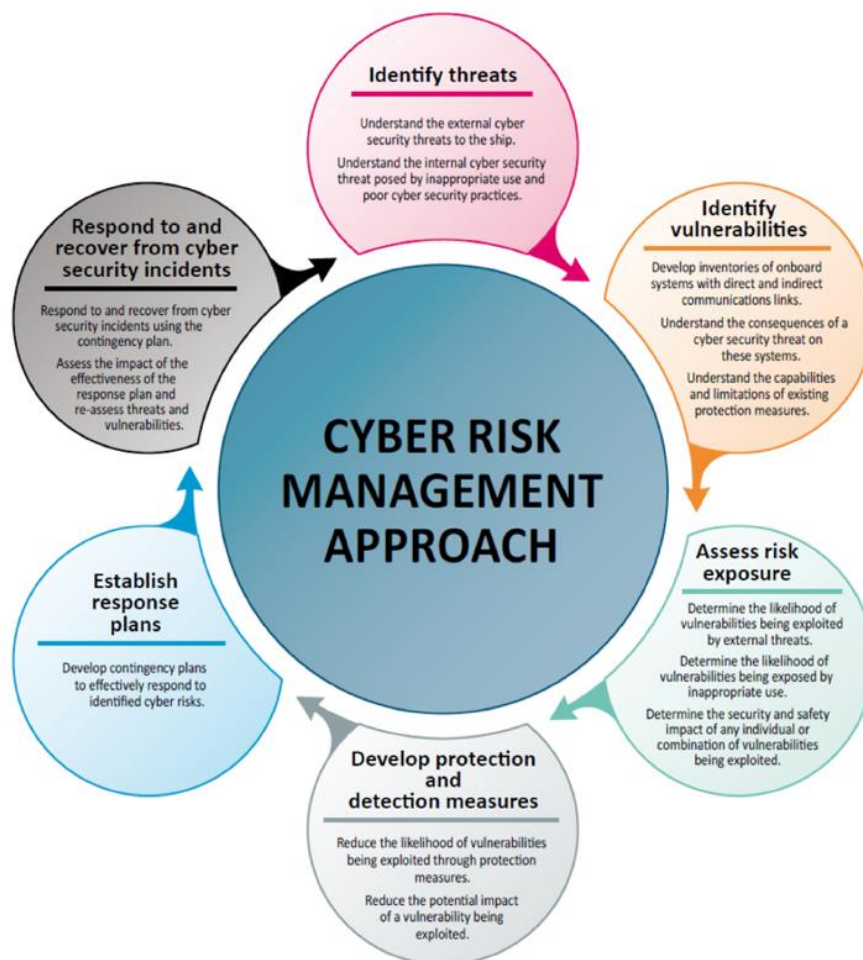 Identify threats
Understand the external cyber
security threats to the ship.
Understand the internal cyber security
threat posed by inappropriate use and
poor cyber security practices.
Identify
vulnerabilities
Develop inventories of onboard
systems with direct and indirect
communications links.
Understand the consequences of a
cyber security threat on
these systems.
Understand the capabilities
and limitations of existing
protection measures.
Assess risk
exposure
Determine the likelihood of
vulnerabilities being exploited
by external threats.
Determine the likelihood of
vulnerabilities being exposed by
inappropriate use.
Determine the security and safety
impact of any individual or
combination of vulnerabilities
being exploited.
Develop protection
and
detection measures
Reduce the likelihood of vulnerabilities
being exploited through protection
measures.
Reduce the potential impact
of a vulnerability being
exploited.
Establish
response
plans
Develop contingency plans
to effectively respond to
identified cyber risks.
Respond to and
recover from cyber
security incidents
Respond to and recover from cyber
security incidents using the
contingency plan.
Assess the impact of the
effectiveness of the
response plan and
re-assess threats and
vulnerabilities.
CYBER RISK
MANAGEMENT
APPROACH